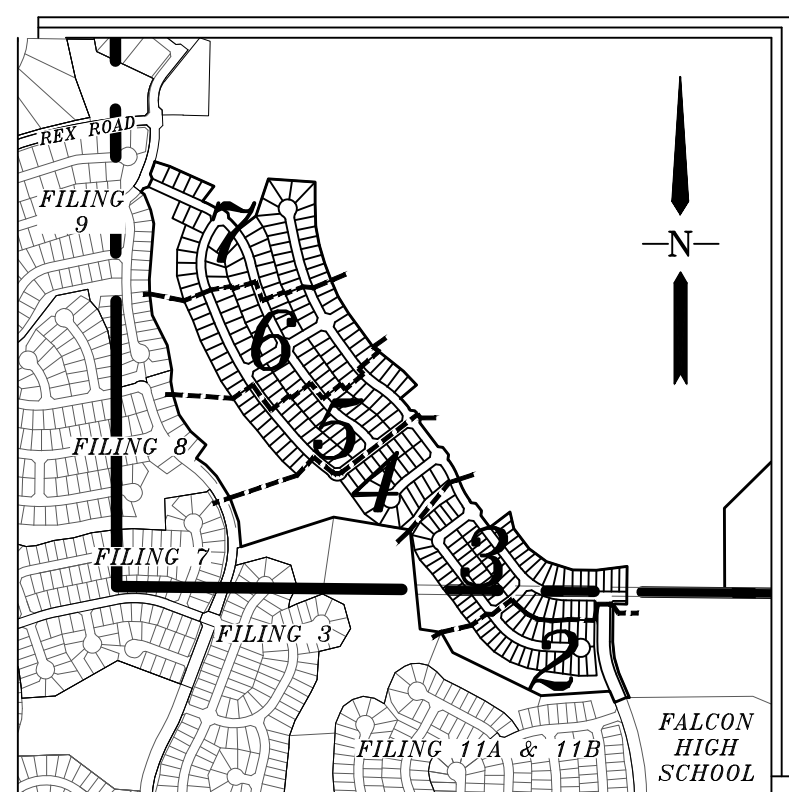 REX ROAD
FILING
9
7
N
6
5
FILING 8
4
3
FILING 7
FILING 3
2
FILING 11A & 11B
FALCON
HIGH
SCHOOL